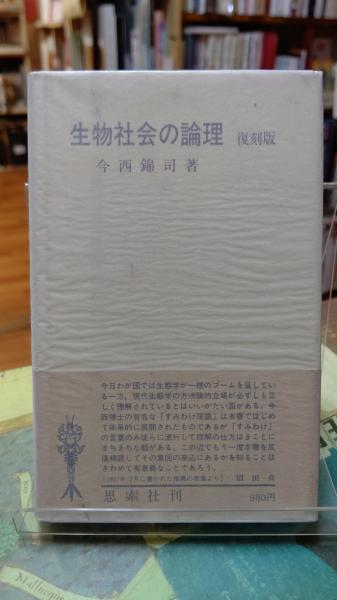 生物社会の論理 復刻版
今西錦司著
今日わが国では生態学が一種のブームを呈してい
る一方，現代生態学の方法論的立場が必ずしも正
しく理解されているとはいいがたい面がある。今
西博士の有名な「すみわけ理論」は本書ではじめ
て体系的に展開されたものであるが「すみわけ」
の言葉のみ徒らに流行して理解の仕方はまことに
まちまちな観がある。この辺でもう一度本書を反
復精読してその意図の奈辺にあるかを知ることは
きわめて有意義なことであろう。
思索社刊
980円